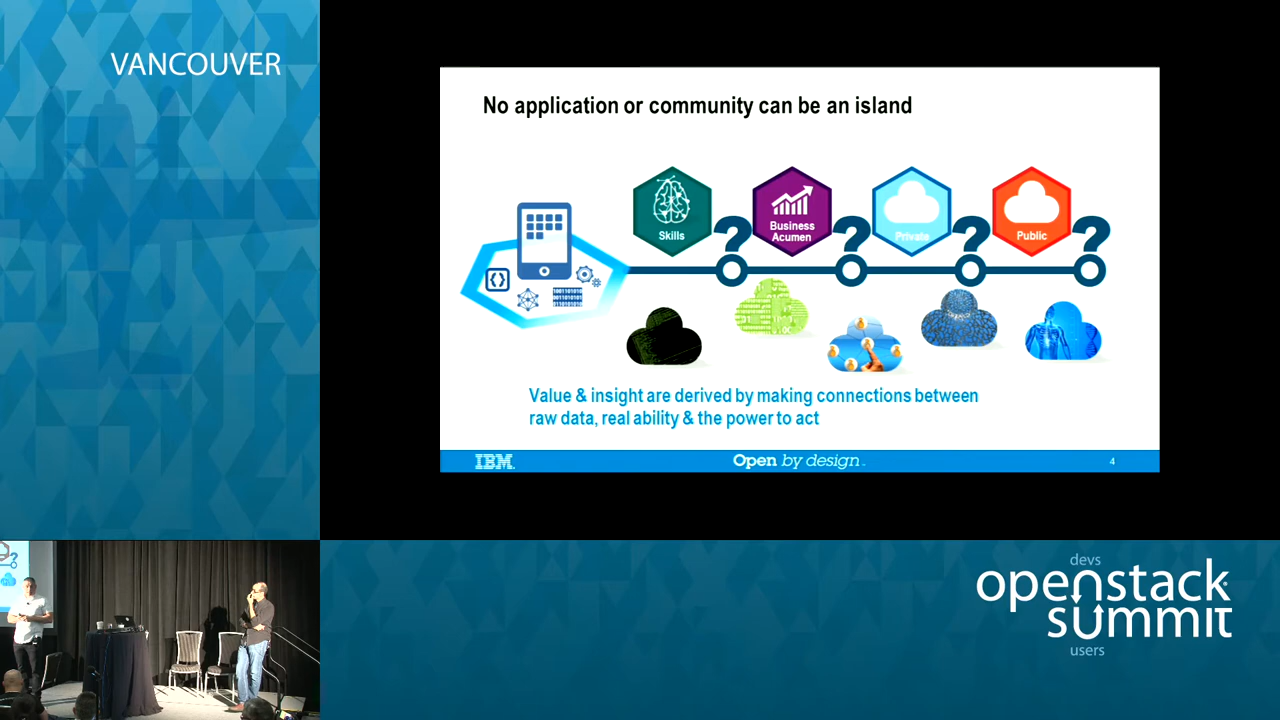 VANCOUVER
No application or community can be an island
Skills
Business
Acumen
Private
Public
? ? ? ?
Value & insight are derived by making connections between
raw data, real ability & the power to act
IBM.
Open by design
4
devs
openstack
summit
users